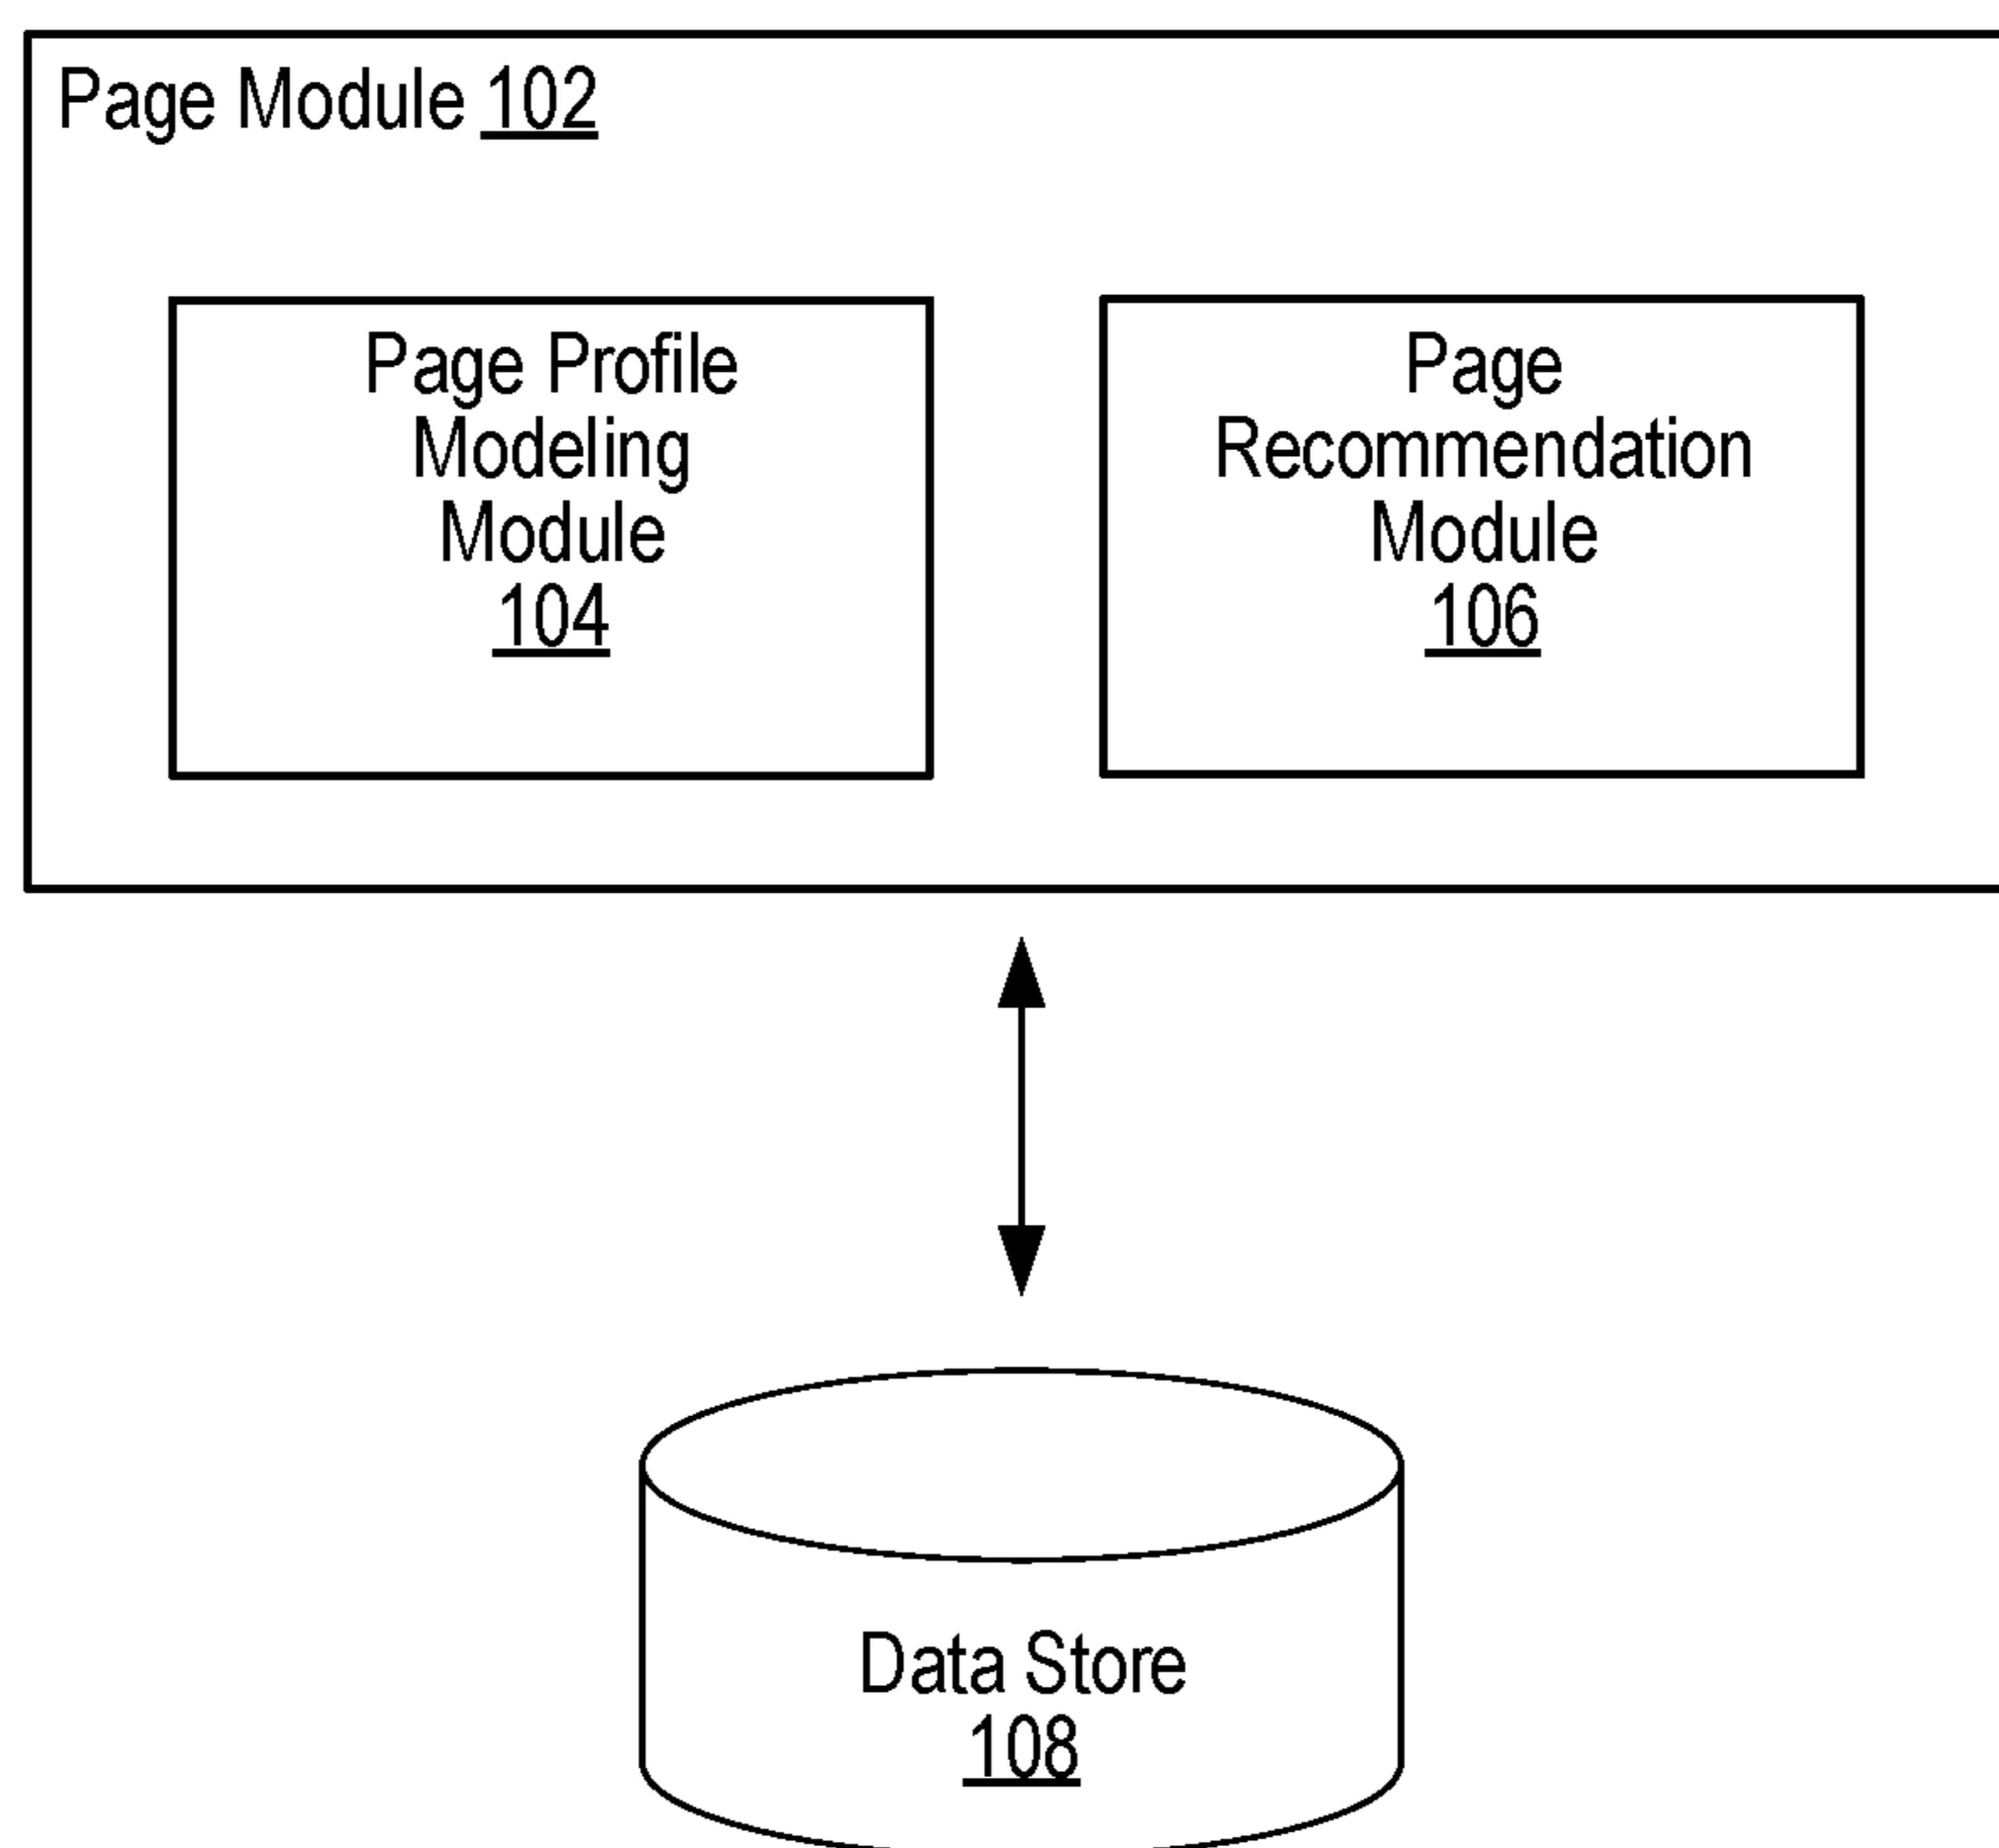 Page Module 102
Page Profile
Modeling
Module
104
Page
Recommendation
Module
106
Data Store
108